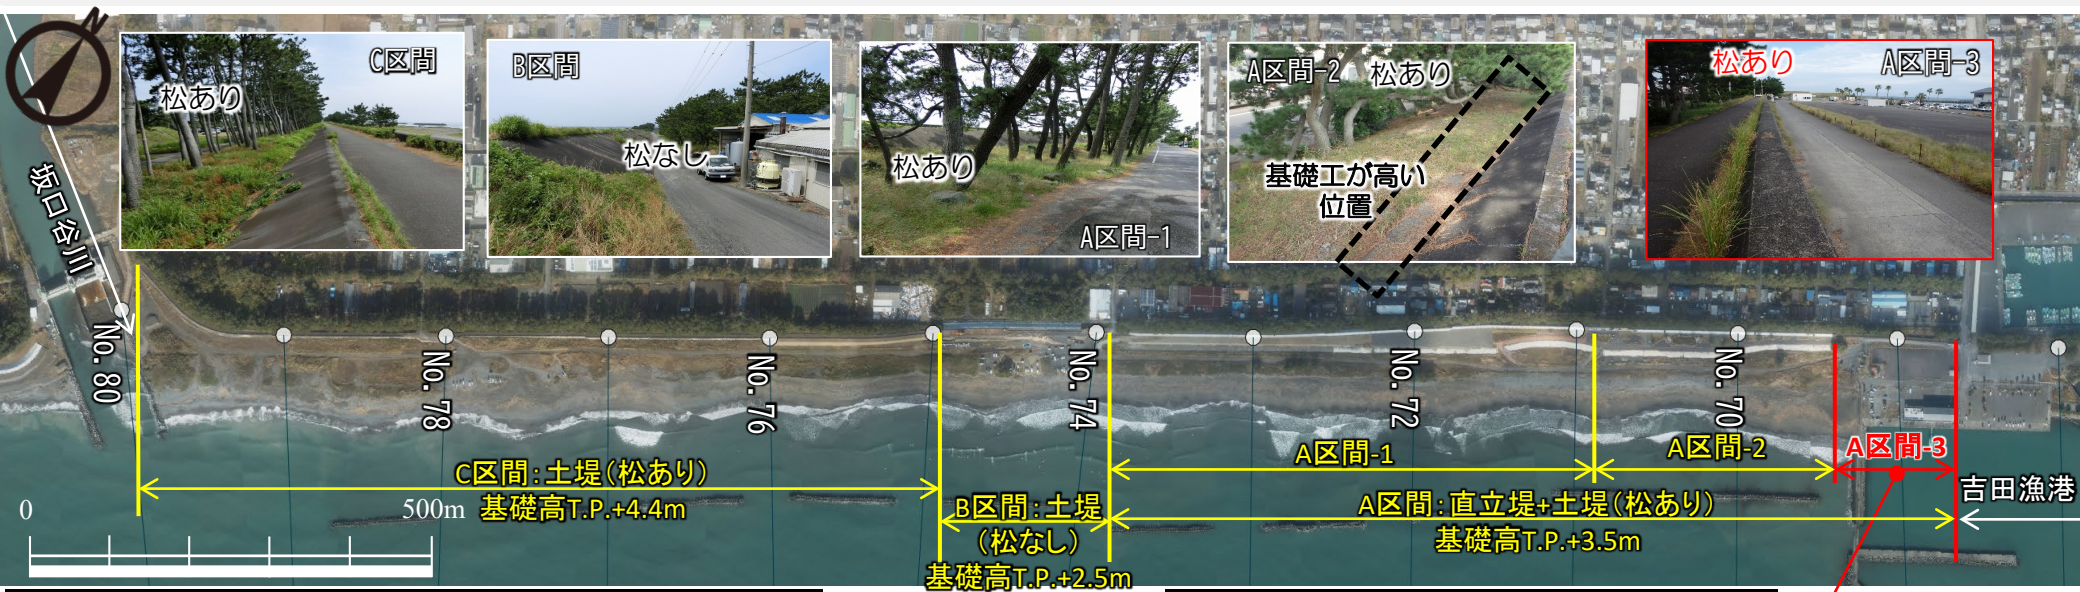 N
C区間
松あり
B区間
松なし
松あり
A区間-1
A区間-2
松あり
基礎工が高い
位置
松あり
A区間-3
坂口谷川
No. 80
No. 78
No. 76
No. 74
No. 72
No. 70
C区間：土堤（松あり）
基礎高T.P.+4.4m
B区間：土堤
（松なし）
基礎高T.P.+2.5m
A区間-1
A区間-2
A区間-3
A区間：直立堤+土堤（松あり）
基礎高T.P.+3.5m
吉田漁港
0
500m